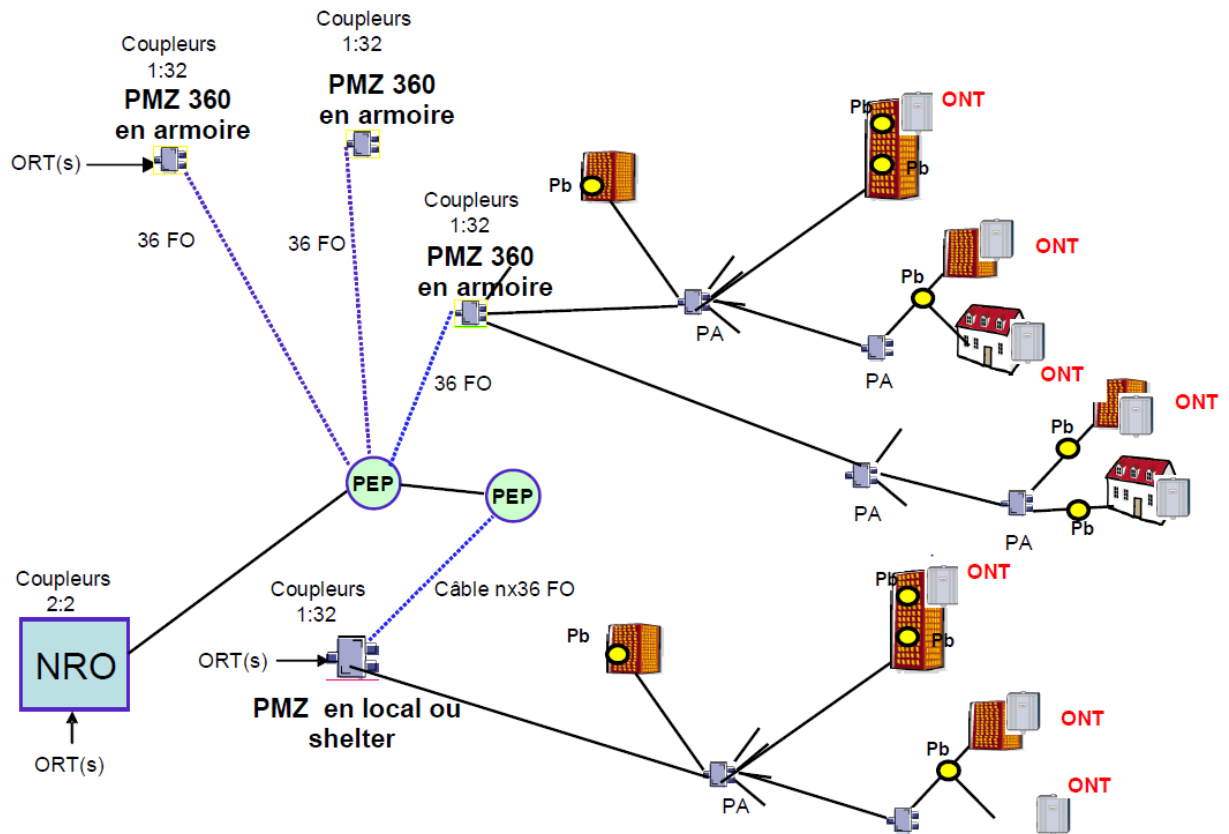 Coupleurs
1:32
PMZ 360
en armoire
ORT(s)
36 FO
Coupleurs
1:32
PMZ 360
en armoire
36 FO
Coupleurs
1:32
PMZ 360
en armoire
36 FO
Pb
Pb
Pb
ONT
PA
Pb
ONT
ONT
PA
PA
Pb
ONT
Pb
PA
PEP
PEP
Câble nx36 FO
Coupleurs
2:2
NRO
ORT(s)
Coupleurs
1:32
ORT(s)
PMZ en local ou
shelter
Pb
Pb
Pb
ONT
PA
Pb
ONT
ONT